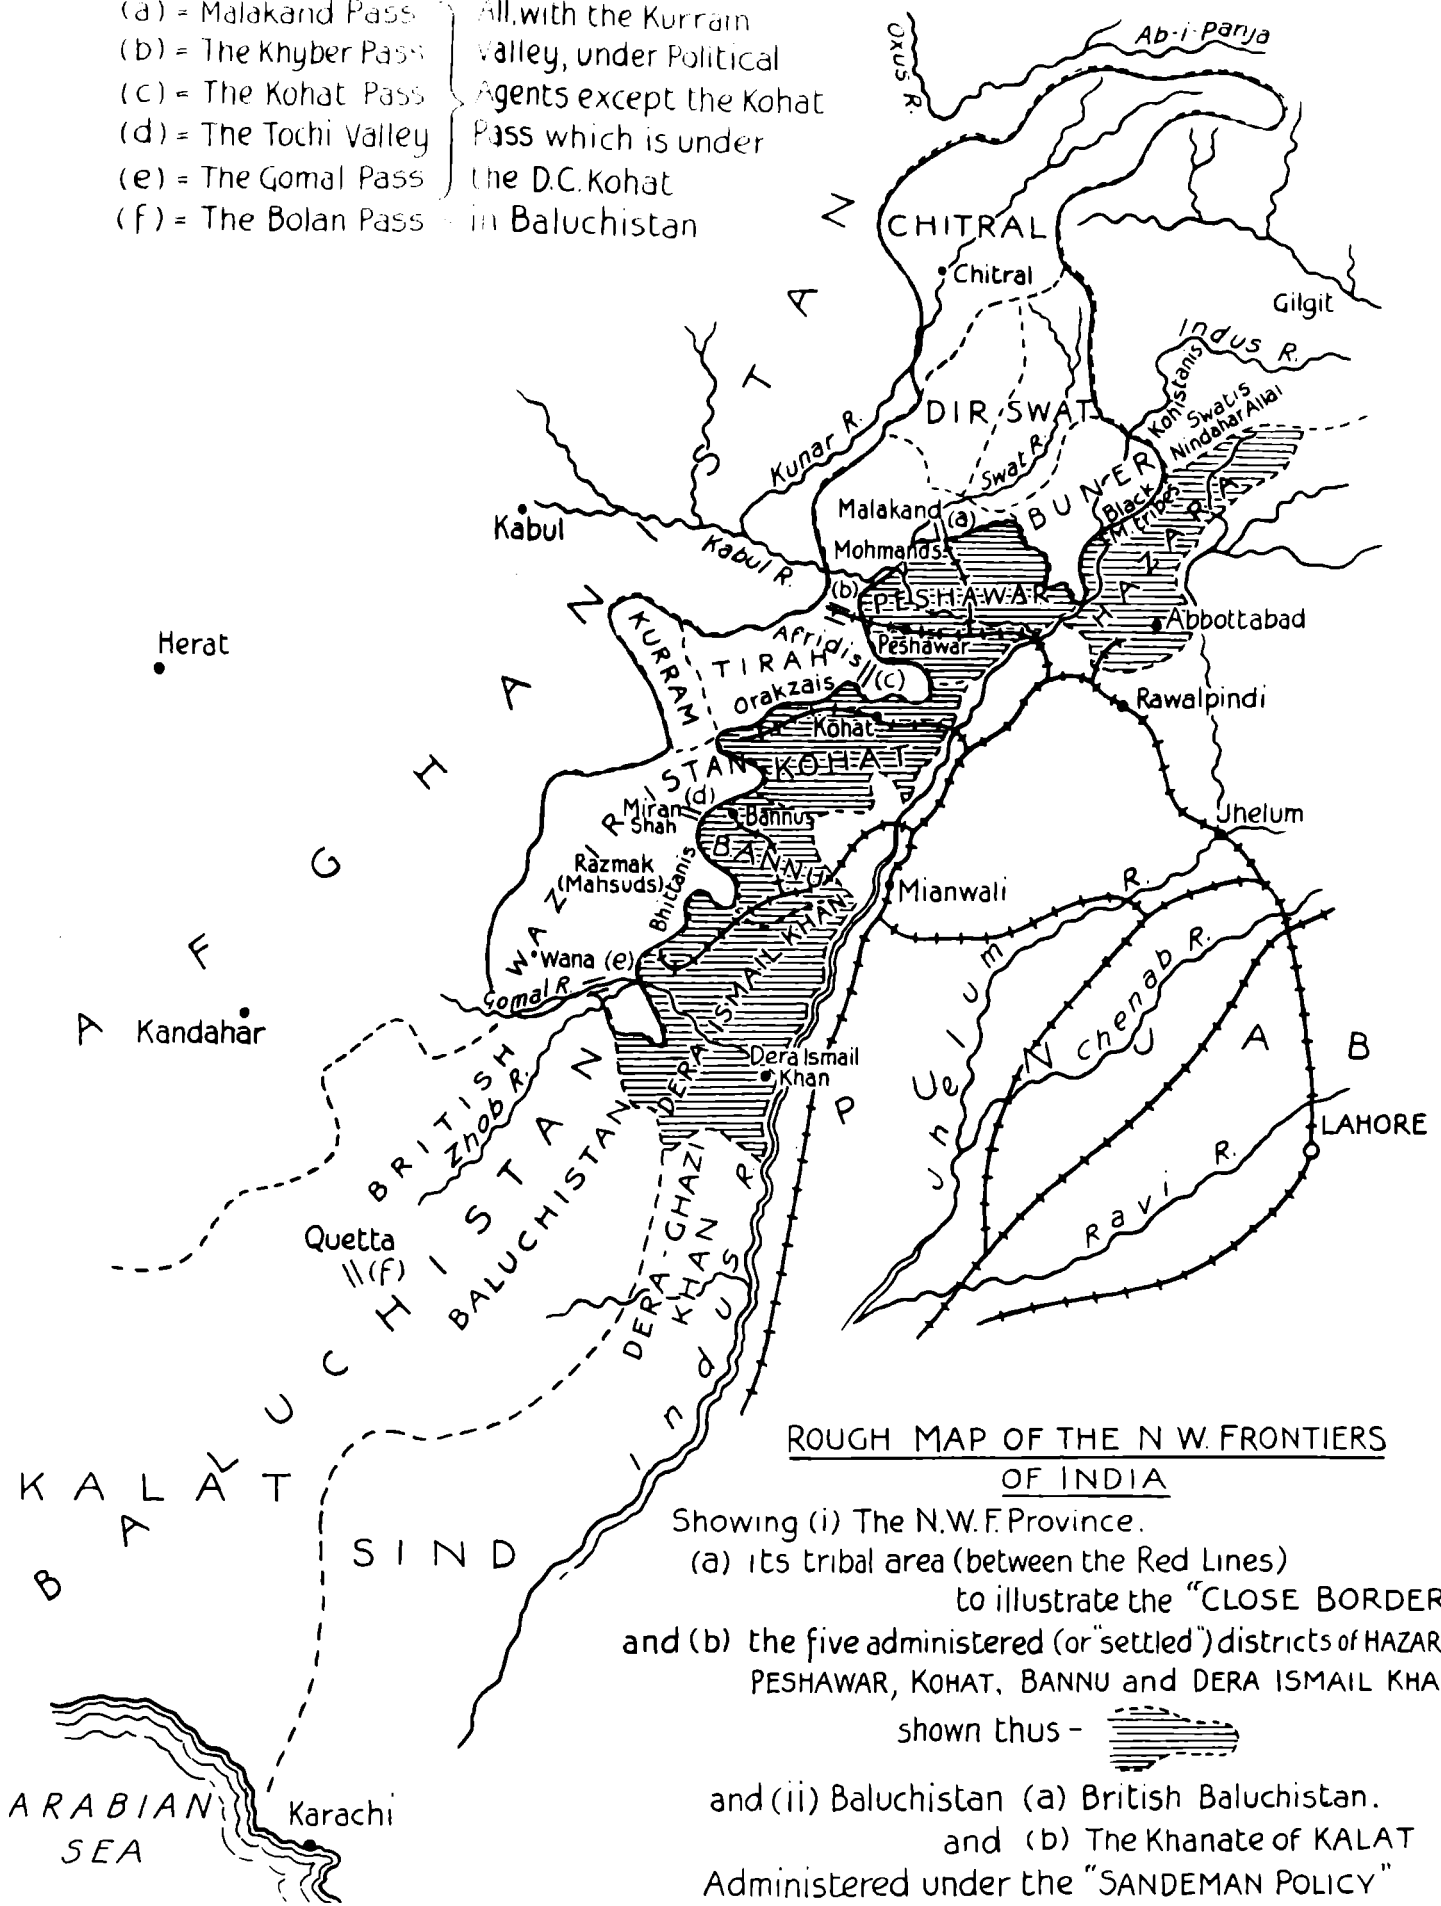 (a) = Malakand Pass
(b) = The Khyber Pass
(c) = The Kohat Pass
(d) = The Tochi Valley
(e) = The Gomal Pass
(f) = The Bolan Pass
All, with the Kurram
Valley, under Political
Agents except the Kohat
Pass which is under
the D.C. Kohat
in Baluchistan
Oxus R.
Ab-i-Panja
CHITRAL
Chitral
Gilgit
Indus R.
Kohistanis
Swatis
Nindahar Allai
DIR SWAT
Kunar R.
Swat R.
BUNER
Black
M tribes
HAZARA
Malakand (a)
Kabul
Kabul R.
Mohmands
(b)
PESHAWAR
Abbottabad
Afridis
Peshawar
Herat
KURRAM
TIRAH
(c)
Orakzais
Rawalpindi
Kohat
KOHAT
AFGHANISTAN
WAZIRISTAN
(d)
Miran
Shah
Bannu
Jhelum
BANNU
Razmak
(Mahsuds)
Bhittanis
Mianwali
Jhelum R.
Wana (e)
Gomal R.
DERA ISMAIL KHAN
Chenab R.
Kandahar
Dera Ismail
Khan
PUNJAB
BRITISH
Zhob R.
BALUCHISTAN
LAHORE
Ravi R.
DERA-GHAZI
KHAN
Indus R.
Quetta
(f)
BALUCHISTAN
KALAT
SIND
ARABIAN
SEA
Karachi
ROUGH MAP OF THE N W. FRONTIERS
OF INDIA
Showing (i) The N.W.F. Province.
(a) its tribal area (between the Red Lines)
to illustrate the "CLOSE BORDER
and (b) the five administered (or "settled") districts of HAZAR
PESHAWAR, KOHAT, BANNU and DERA ISMAIL KHA
shown thus -
and (ii) Baluchistan (a) British Baluchistan.
and (b) The Khanate of KALAT
Administered under the "SANDEMAN POLICY"